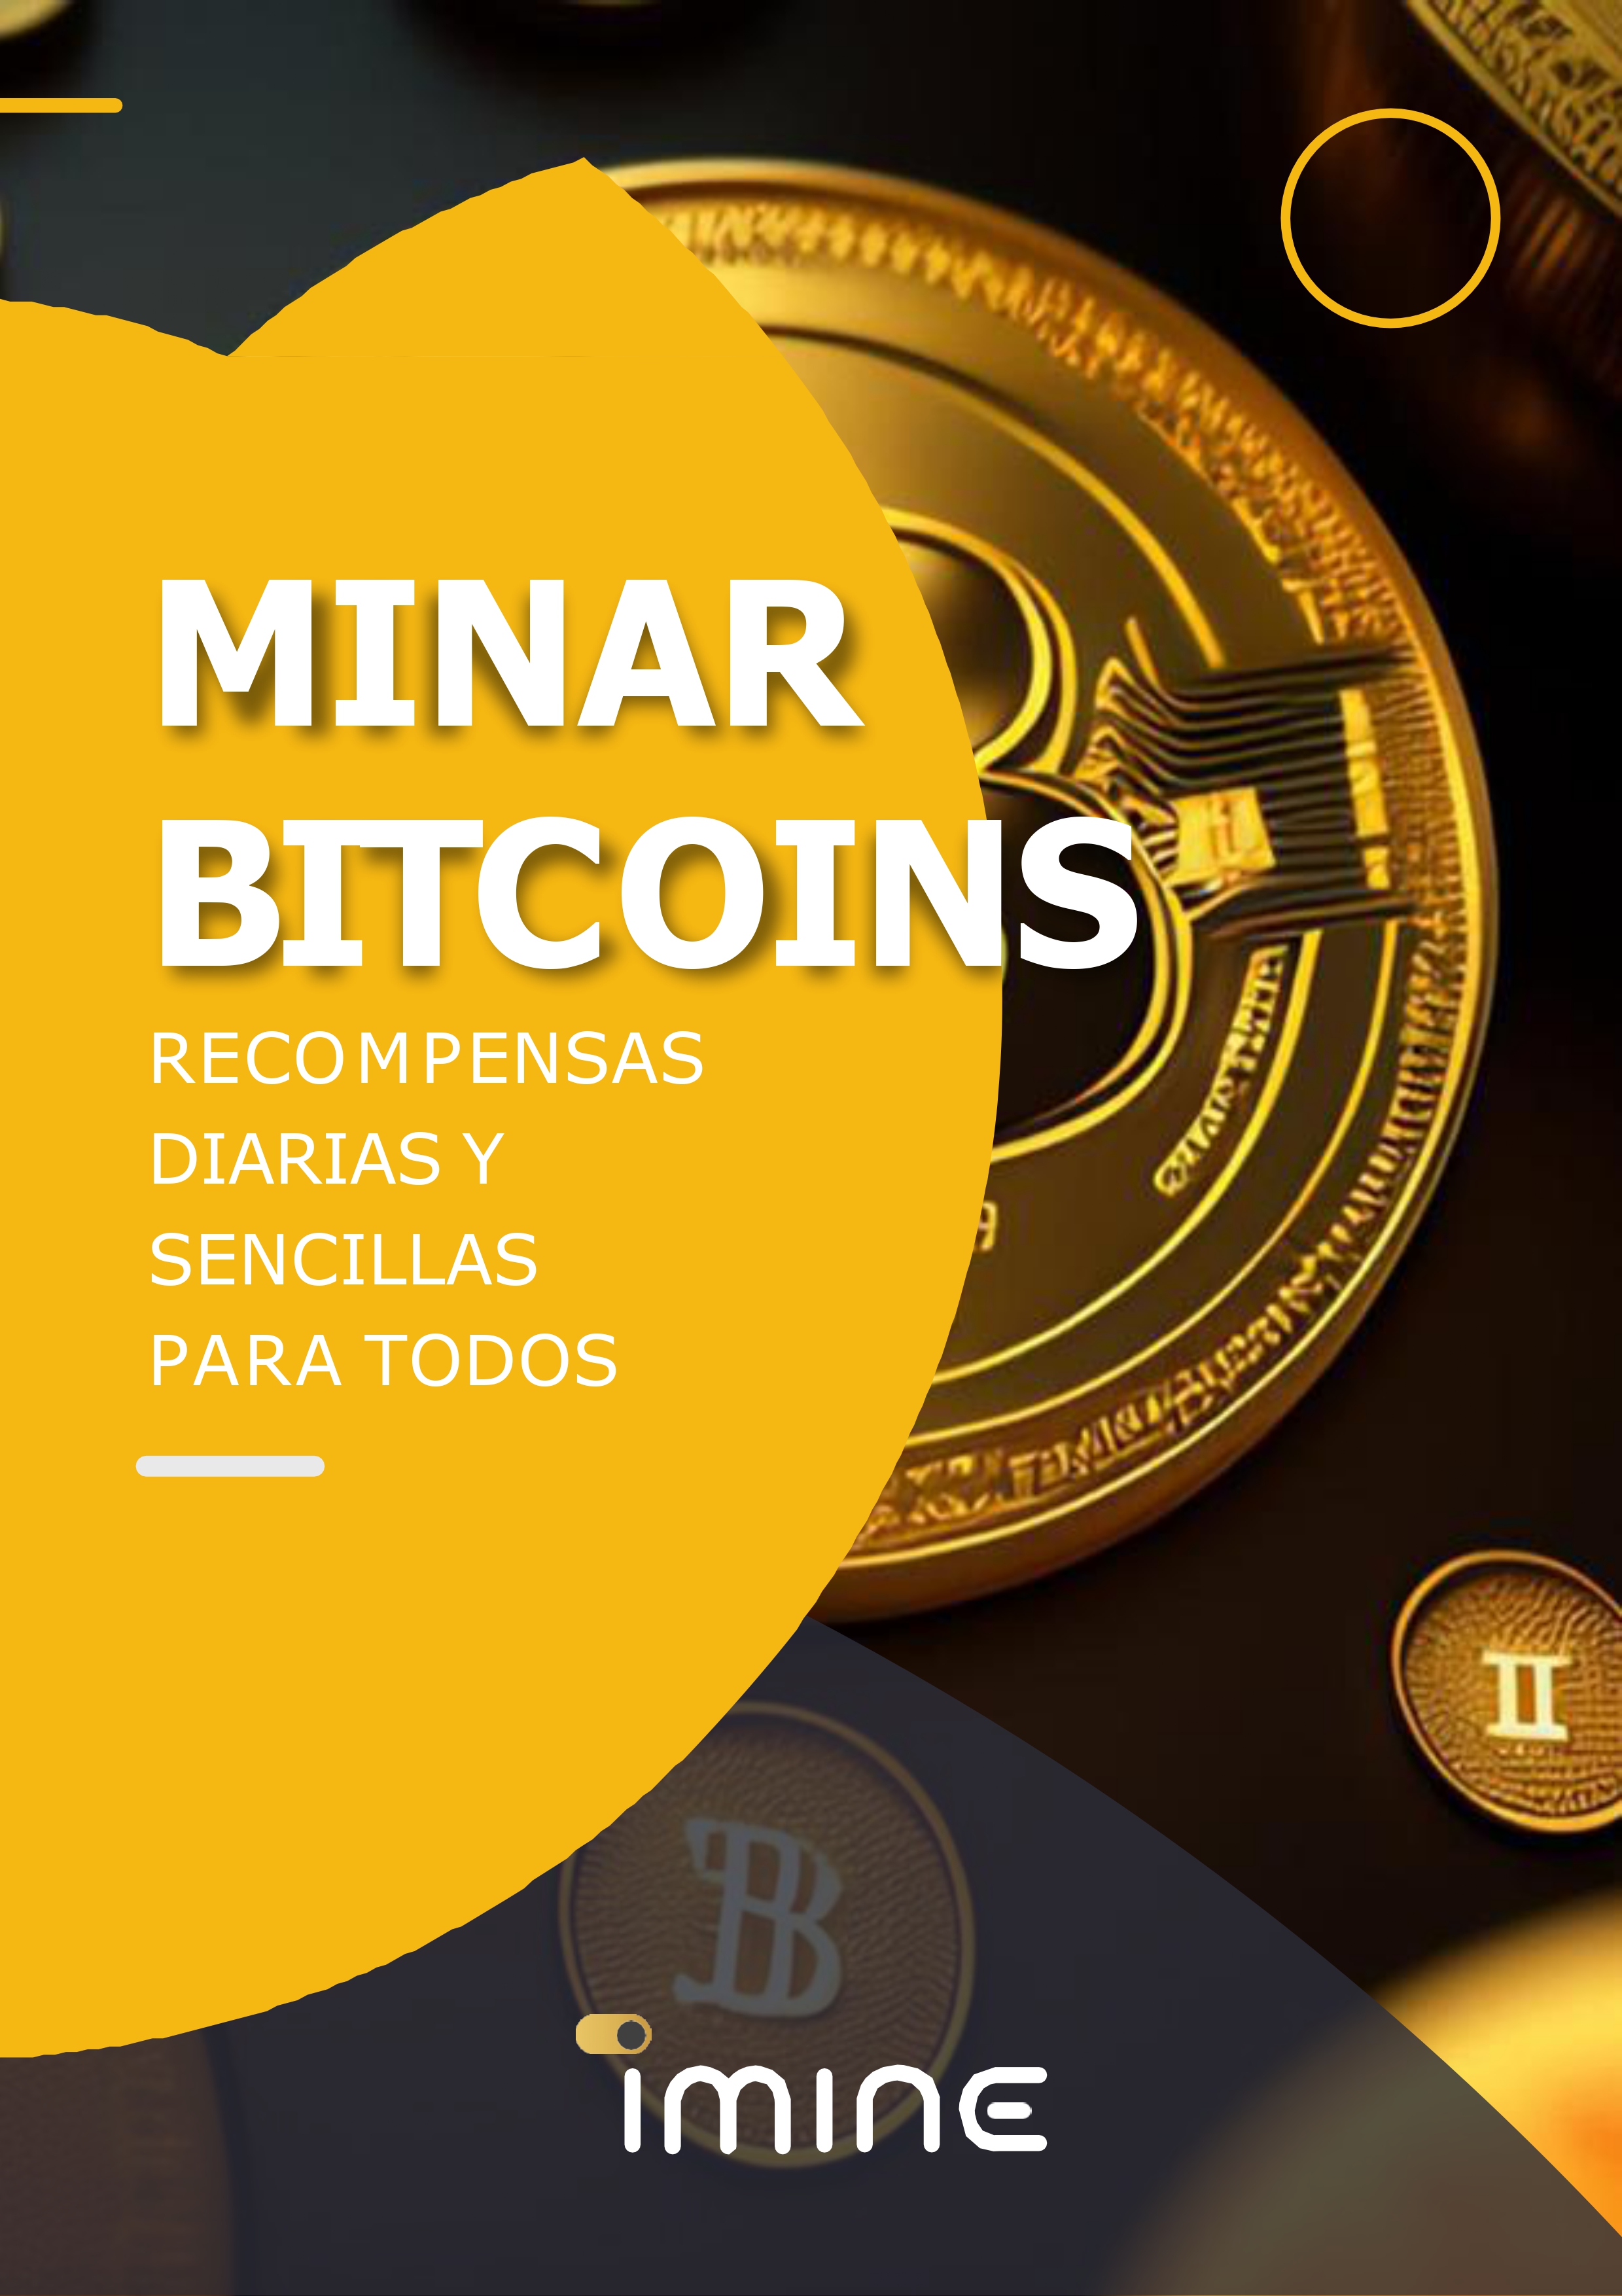 MINAR
BITCOINS
RECOMPENSAS
DIARIAS Y
SENCILLAS
PARA TODOS
imine